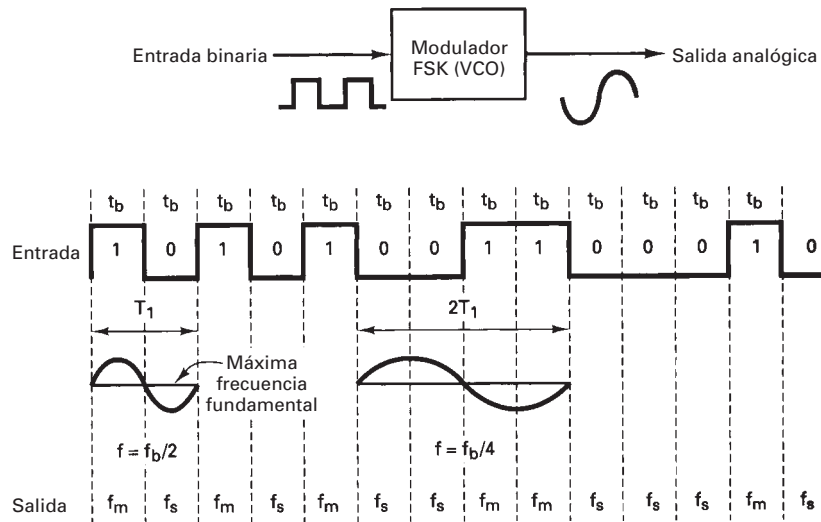 Entrada binaria
Modulador
FSK (VCO)
Salida analógica
t_b t_b t_b t_b t_b t_b t_b t_b t_b t_b t_b t_b t_b t_b
Entrada 1 0 1 0 1 0 0 1 1 0 0 0 1 0
T_1 2T_1
Máxima
frecuencia
fundamental
f = f_b/2 f = f_b/4
Salida f_m f_s f_m f_s f_m f_s f_s f_m f_m f_s f_s f_s f_m f_s